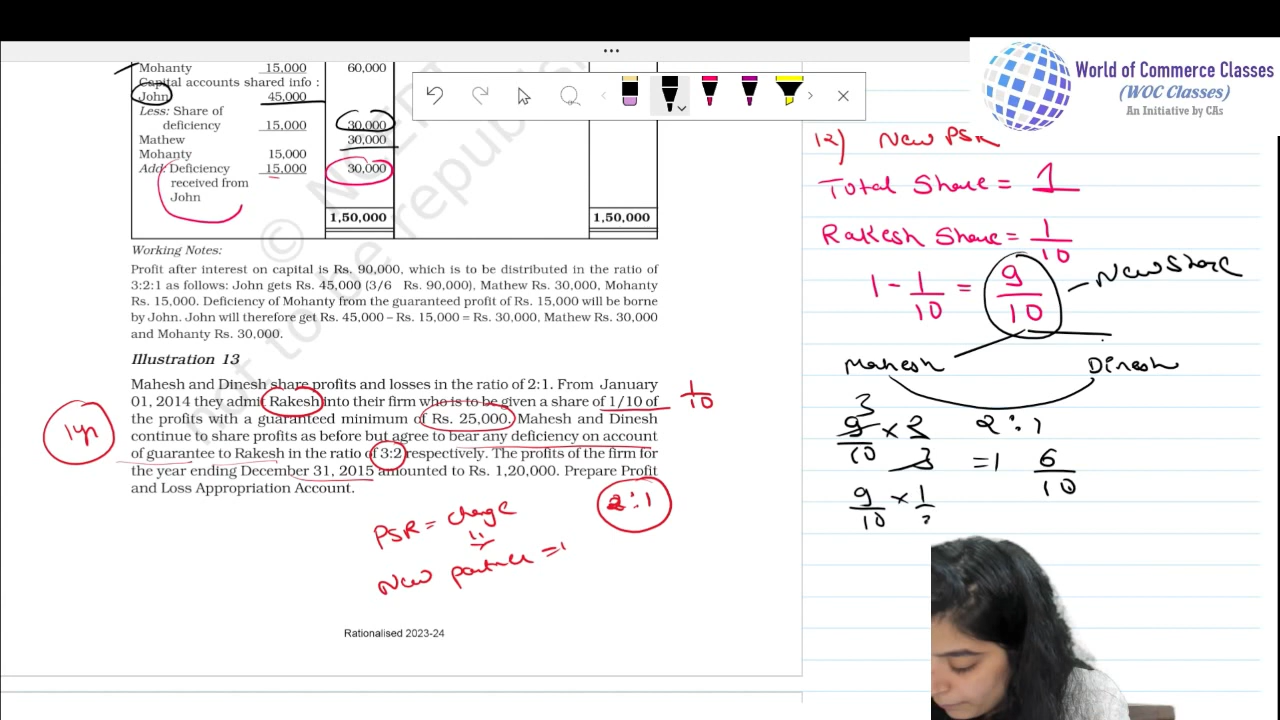 Mohanty 15,000 60,000
Capital accounts shared info :
John 45,000
Less: Share of
deficiency 15,000 30,000
Mathew 30,000
Mohanty 15,000
Add: Deficiency 15,000 30,000
received from
John
1,50,000 1,50,000
Working Notes:
Profit after interest on capital is Rs. 90,000, which is to be distributed in the ratio of
3:2:1 as follows: John gets Rs. 45,000 (3/6 Rs. 90,000), Mathew Rs. 30,000, Mohanty
Rs. 15,000. Deficiency of Mohanty from the guaranteed profit of Rs. 15,000 will be borne
by John. John will therefore get Rs. 45,000 – Rs. 15,000 = Rs. 30,000, Mathew Rs. 30,000
and Mohanty Rs. 30,000.
Illustration 13
Mahesh and Dinesh share profits and losses in the ratio of 2:1. From January
01, 2014 they admit Rakesh into their firm who is to be given a share of 1/10 of
the profits with a guaranteed minimum of Rs. 25,000. Mahesh and Dinesh
continue to share profits as before but agree to bear any deficiency on account
of guarantee to Rakesh in the ratio of 3:2 respectively. The profits of the firm for
the year ending December 31, 2015 amounted to Rs. 1,20,000. Prepare Profit
and Loss Appropriation Account.
1/10
1yr
2:1
PSR = change
New partner =1
Rationalised 2023-24
not to be republished
World of Commerce Classes
(WOC Classes)
An Initiative by CAs
New PSR
Total Share = 1
Rakesh Share = 1/10
1 - 1/10 = 9/10 New Share
Mahesh Dinesh
2:1
3
9/10 × 2/3 =1 6/10
9/10 × 1